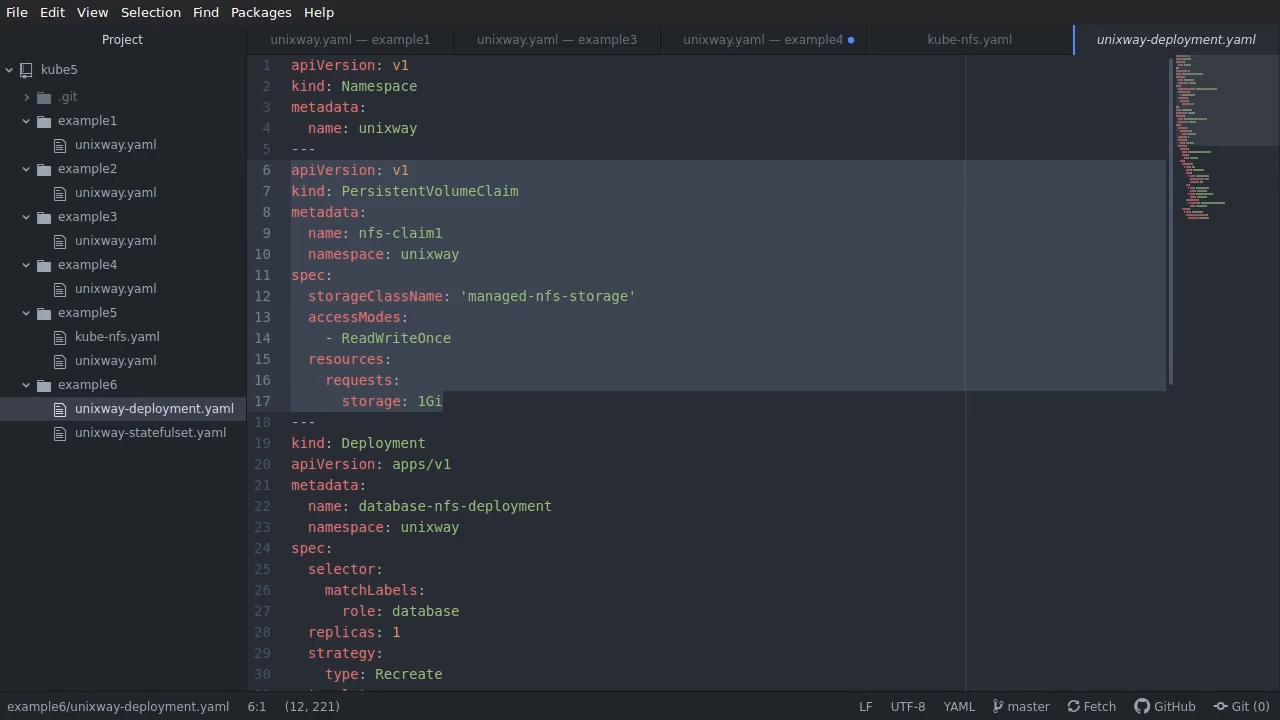 File Edit View Selection Find Packages Help
Project
unixway.yaml — example1 unixway.yaml — example3 unixway.yaml — example4 kube-nfs.yaml unixway-deployment.yaml
kube5
.git
example1
unixway.yaml
example2
unixway.yaml
example3
unixway.yaml
example4
unixway.yaml
example5
kube-nfs.yaml
unixway.yaml
example6
unixway-deployment.yaml
unixway-statefulset.yaml
1 apiVersion: v1
2 kind: Namespace
3 metadata:
4   name: unixway
5 ---
6 apiVersion: v1
7 kind: PersistentVolumeClaim
8 metadata:
9   name: nfs-claim1
10   namespace: unixway
11 spec:
12   storageClassName: 'managed-nfs-storage'
13   accessModes:
14     - ReadWriteOnce
15   resources:
16     requests:
17       storage: 1Gi
18 ---
19 kind: Deployment
20 apiVersion: apps/v1
21 metadata:
22   name: database-nfs-deployment
23   namespace: unixway
24 spec:
25   selector:
26     matchLabels:
27       role: database
28   replicas: 1
29   strategy:
30     type: Recreate
example6/unixway-deployment.yaml 6:1 (12, 221) LF UTF-8 YAML master Fetch GitHub Git (0)